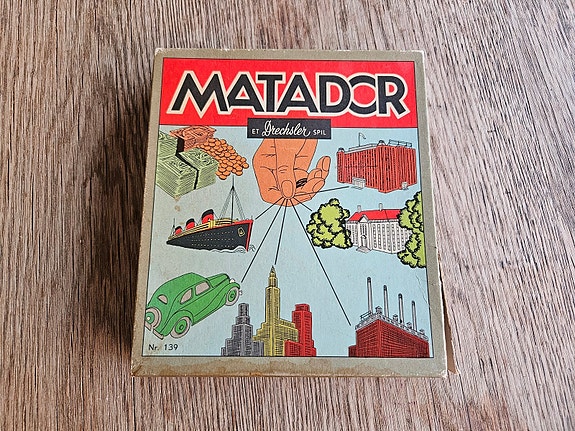 MATADOR
ET Drechsler SPIL
Nr. 139